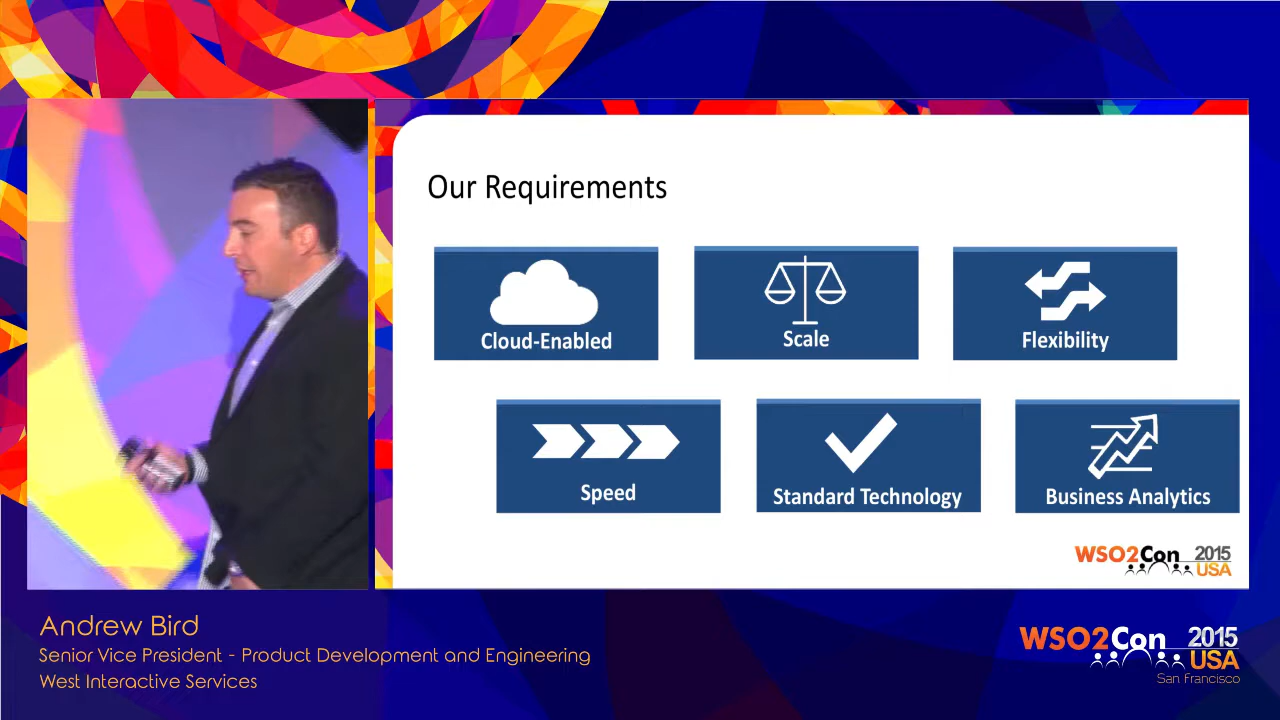 Our Requirements
Cloud-Enabled
Scale
Flexibility
Speed
Standard Technology
Business Analytics
WSO2Con 2015
USA
Andrew Bird
Senior Vice President - Product Development and Engineering
West Interactive Services
WSO2Con 2015
USA
San Francisco